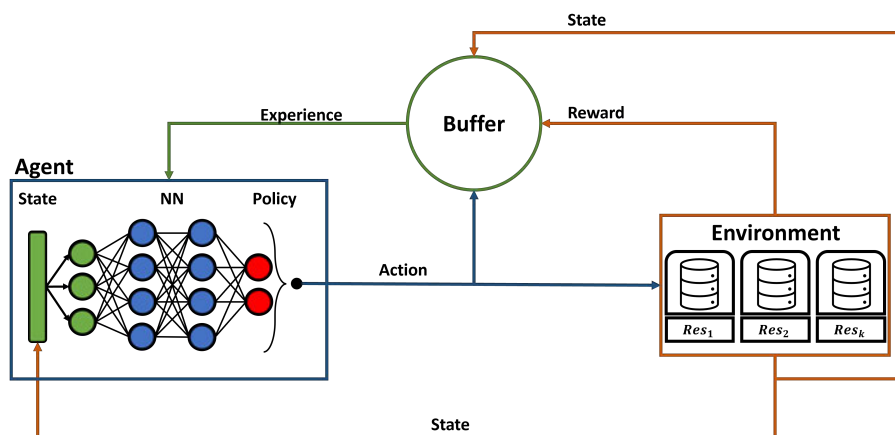 State
Experience
Buffer
Reward
Agent
State
NN
Policy
Action
Environment
Res₁
Res₂
Resₖ
State